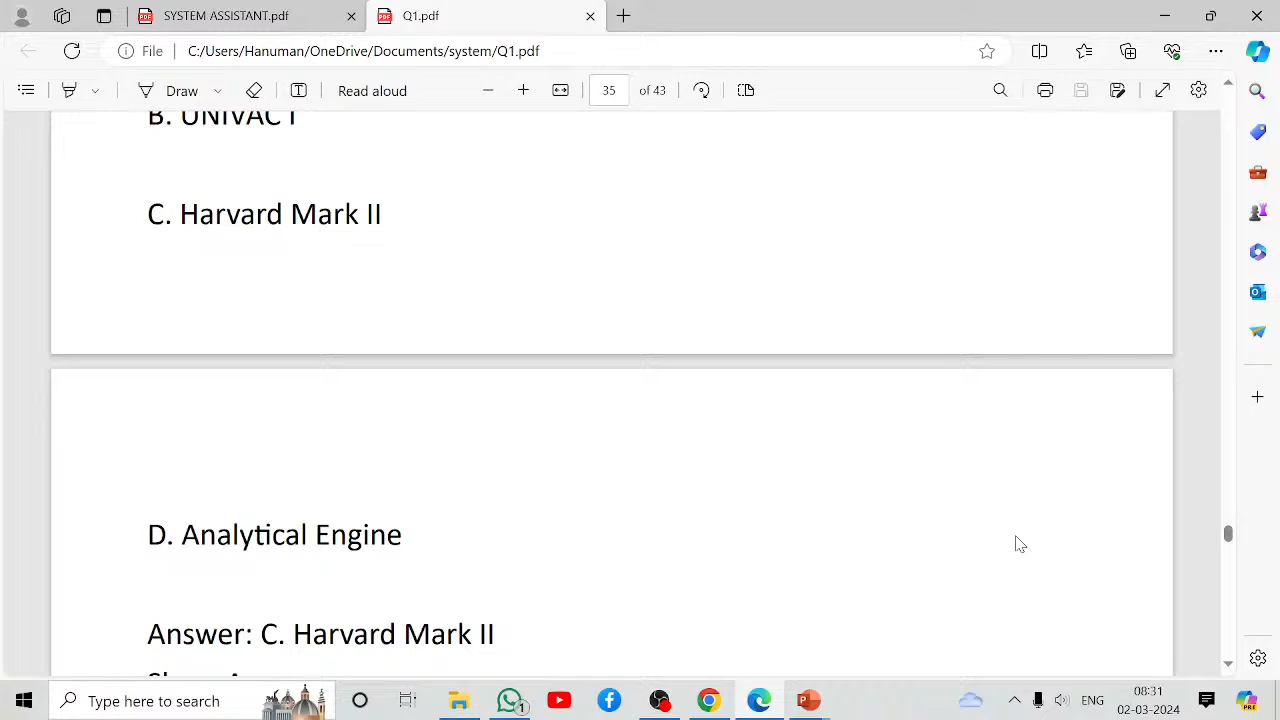 SYSTEM ASSISTANT.pdf
Q1.pdf
File
C:/Users/Hanuman/OneDrive/Documents/system/Q1.pdf
Draw
Read aloud
35
of 43
B. UNIVAC I
C. Harvard Mark II
D. Analytical Engine
Answer: C. Harvard Mark II
Type here to search
1
ENG
08:31
02-03-2024